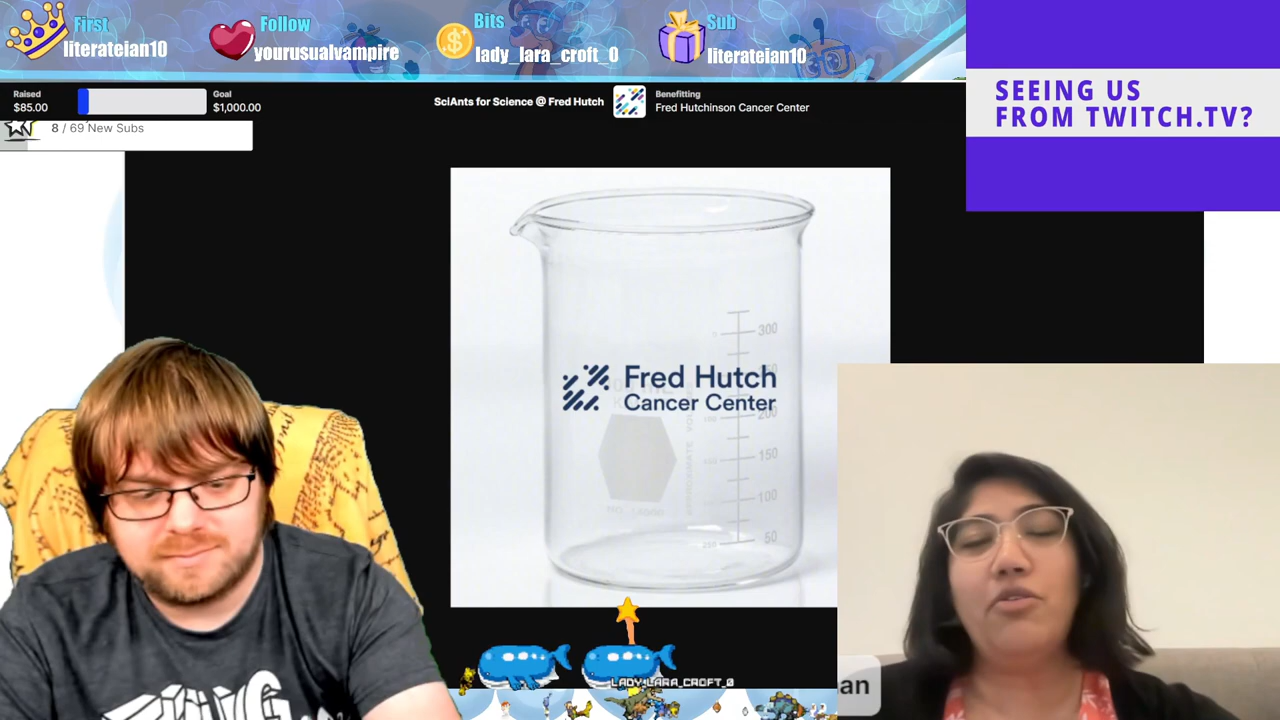 First
literateian10
Follow
yourusualvampire
Bits
lady_lara_croft_0
Sub
literateian10
SEEING US
FROM TWITCH.TV?
Raised
$85.00
Goal
$1,000.00
SciAnts for Science @ Fred Hutch
Benefitting
Fred Hutchinson Cancer Center
8 / 69 New Subs
300
Fred Hutch
Cancer Center
200
150
100
50
LADY_LARA_CROFT_0
an